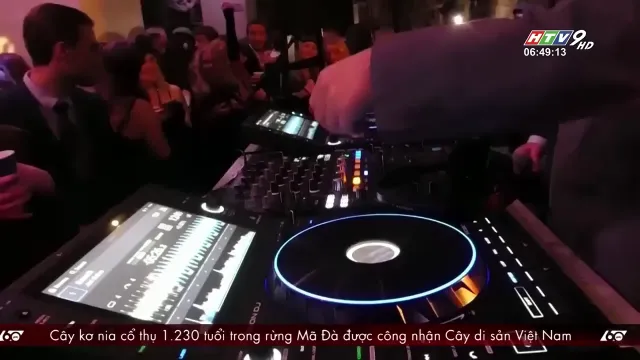 HTV9 HD
06:49:13
Cây kơ nia cổ thụ 1.230 tuổi trong rừng Mã Đà được công nhận Cây di sản Việt Nam